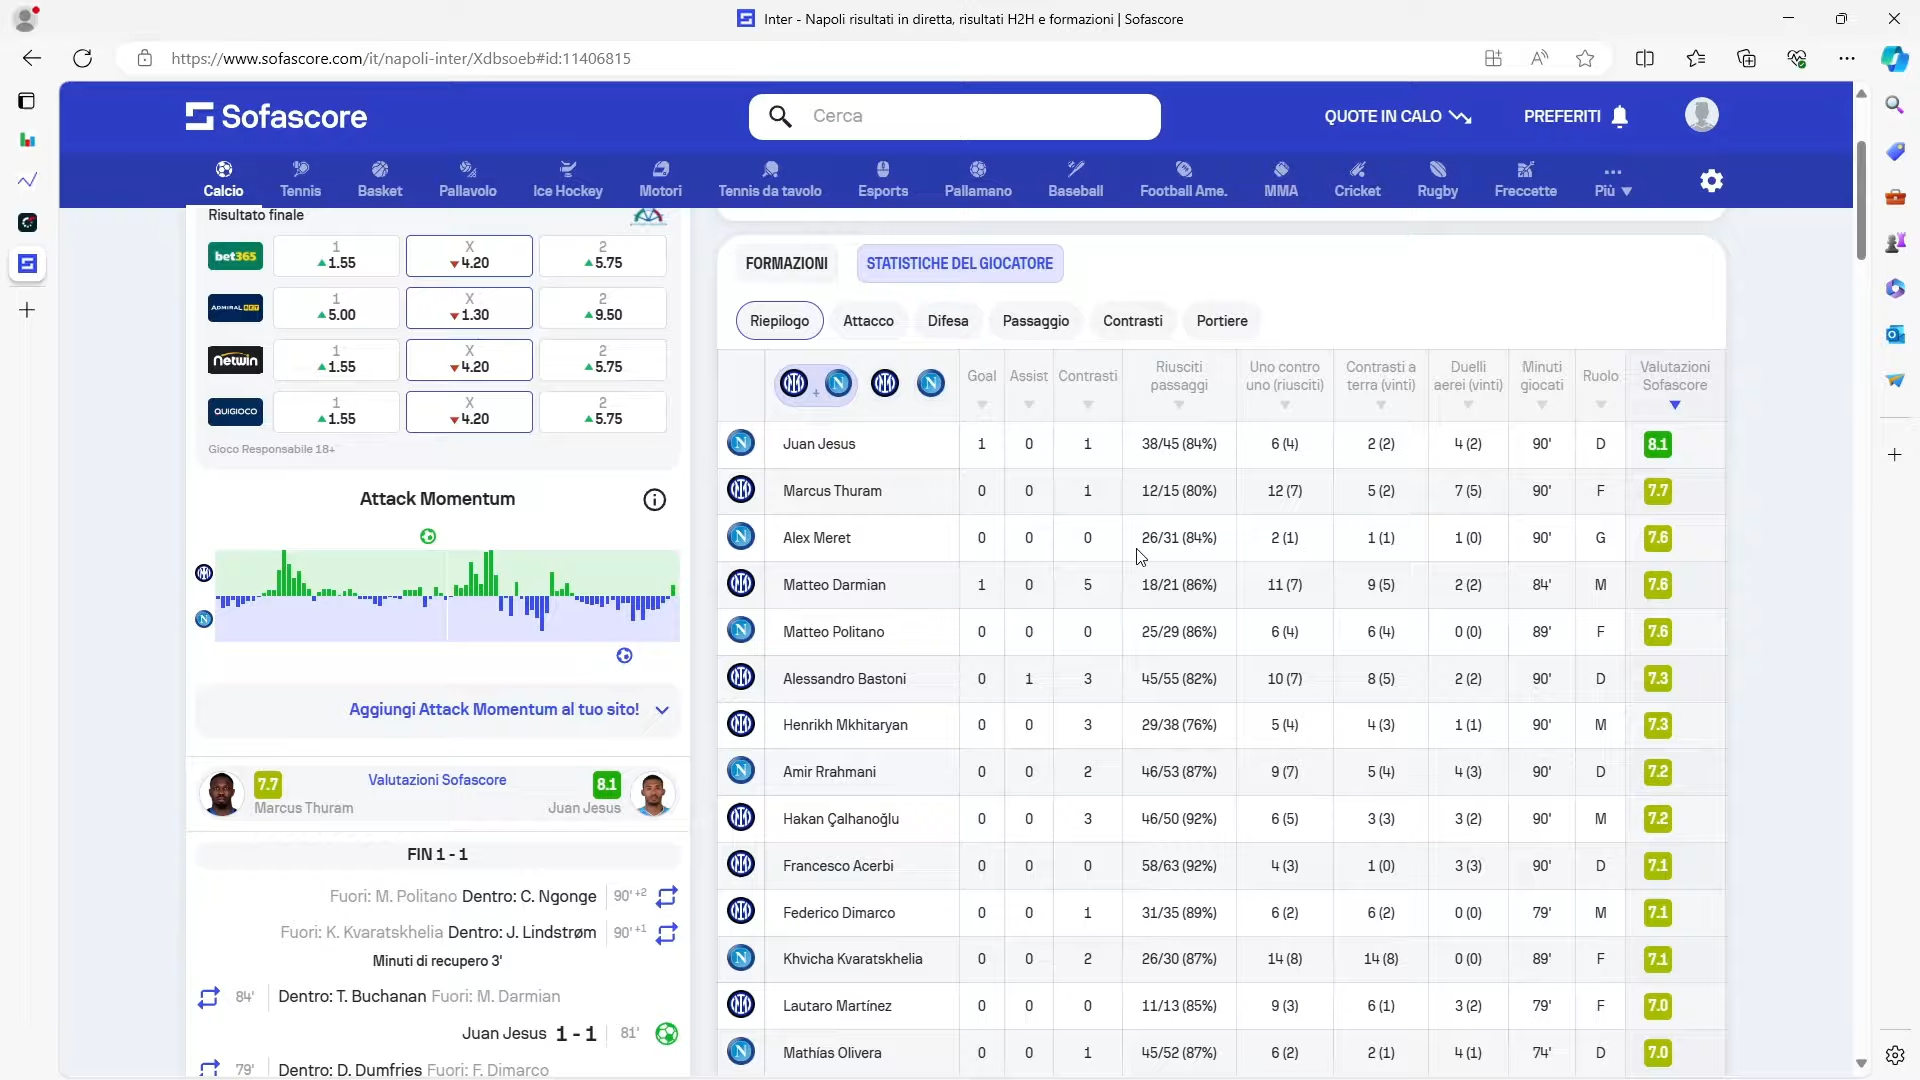 Inter - Napoli risultati in diretta, risultati H2H e formazioni | Sofascore
https://www.sofascore.com/it/napoli-inter/Xdbsoeb#id:11406815
Sofascore
Cerca
QUOTE IN CALO
PREFERITI
Calcio Tennis Basket Pallavolo Ice Hockey Motori Tennis da tavolo Esports Pallamano Baseball Football Ame. MMA Cricket Rugby Freccette Più
Risultato finale
bet365 1 1.55 X 4.20 2 5.75
ADMIRALBET 1 5.00 X 1.30 2 9.50
netwin 1 1.55 X 4.20 2 5.75
QUIGIOCO 1 1.55 X 4.20 2 5.75
Gioco Responsabile 18+
Attack Momentum
Aggiungi Attack Momentum al tuo sito!
7.7 Valutazioni Sofascore 8.1
Marcus Thuram Juan Jesus
FIN 1 - 1
Fuori: M. Politano Dentro: C. Ngonge 90' +2
Fuori: K. Kvaratskhelia Dentro: J. Lindstrøm 90' +1
Minuti di recupero 3'
84' Dentro: T. Buchanan Fuori: M. Darmian
Juan Jesus 1 - 1 81'
79' Dentro: D. Dumfries Fuori: F. Dimarco
FORMAZIONI STATISTICHE DEL GIOCATORE
Riepilogo Attacco Difesa Passaggio Contrasti Portiere
+ Goal Assist Contrasti Riusciti passaggi Uno contro uno (riusciti) Contrasti a terra (vinti) Duelli aerei (vinti) Minuti giocati Ruolo Valutazioni Sofascore
Juan Jesus 1 0 1 38/45 (84%) 6 (4) 2 (2) 4 (2) 90' D 8.1
Marcus Thuram 0 0 1 12/15 (80%) 12 (7) 5 (2) 7 (5) 90' F 7.7
Alex Meret 0 0 0 26/31 (84%) 2 (1) 1 (1) 1 (0) 90' G 7.6
Matteo Darmian 1 0 5 18/21 (86%) 11 (7) 9 (5) 2 (2) 84' M 7.6
Matteo Politano 0 0 0 25/29 (86%) 6 (4) 6 (4) 0 (0) 89' F 7.6
Alessandro Bastoni 0 1 3 45/55 (82%) 10 (7) 8 (5) 2 (2) 90' D 7.3
Henrikh Mkhitaryan 0 0 3 29/38 (76%) 5 (4) 4 (3) 1 (1) 90' M 7.3
Amir Rrahmani 0 0 2 46/53 (87%) 9 (7) 5 (4) 4 (3) 90' D 7.2
Hakan Çalhanoğlu 0 0 3 46/50 (92%) 6 (5) 3 (3) 3 (2) 90' M 7.2
Francesco Acerbi 0 0 0 58/63 (92%) 4 (3) 1 (0) 3 (3) 90' D 7.1
Federico Dimarco 0 0 1 31/35 (89%) 6 (2) 6 (2) 0 (0) 79' M 7.1
Khvicha Kvaratskhelia 0 0 2 26/30 (87%) 14 (8) 14 (8) 0 (0) 89' F 7.1
Lautaro Martínez 0 0 0 11/13 (85%) 9 (3) 6 (1) 3 (2) 79' F 7.0
Mathías Olivera 0 0 1 45/52 (87%) 6 (2) 2 (1) 4 (1) 74' D 7.0